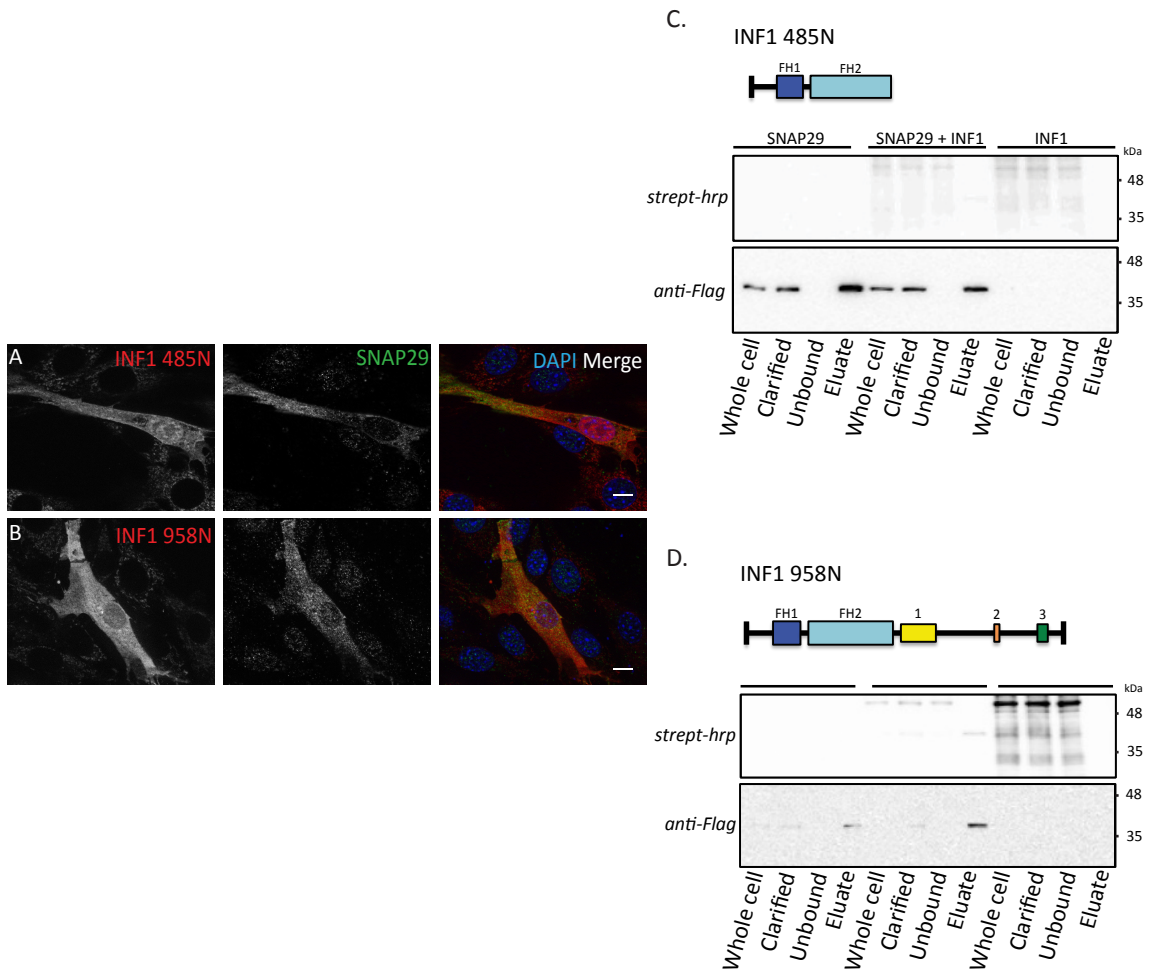 A
INF1 485N
SNAP29
DAPI Merge
B
INF1 958N
C.
INF1 485N
FH1
FH2
SNAP29
SNAP29 + INF1
INF1
kDa
strept-hrp
48
35
anti-Flag
48
35
Whole cell
Clarified
Unbound
Eluate
Whole cell
Clarified
Unbound
Eluate
Whole cell
Clarified
Unbound
Eluate
D.
INF1 958N
FH1
FH2
1
2
3
kDa
strept-hrp
48
35
anti-Flag
48
35
Whole cell
Clarified
Unbound
Eluate
Whole cell
Clarified
Unbound
Eluate
Whole cell
Clarified
Unbound
Eluate